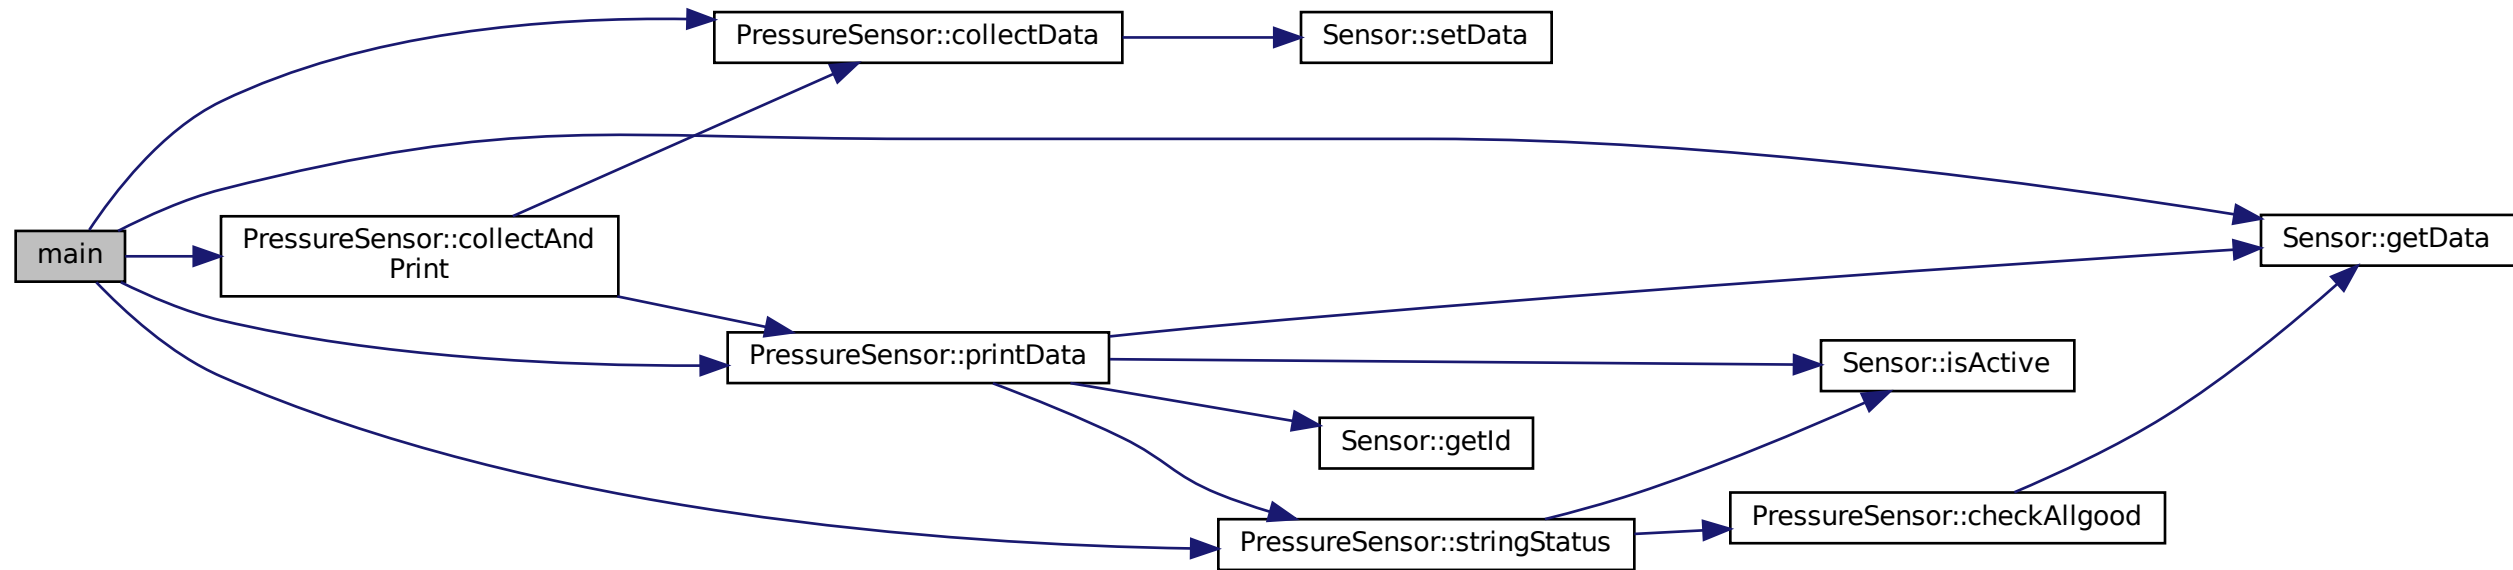 PressureSensor::collectData
Sensor::setData
main
PressureSensor::collectAnd
Print
Sensor::getData
PressureSensor::printData
Sensor::isActive
Sensor::getId
PressureSensor::stringStatus
PressureSensor::checkAllgood